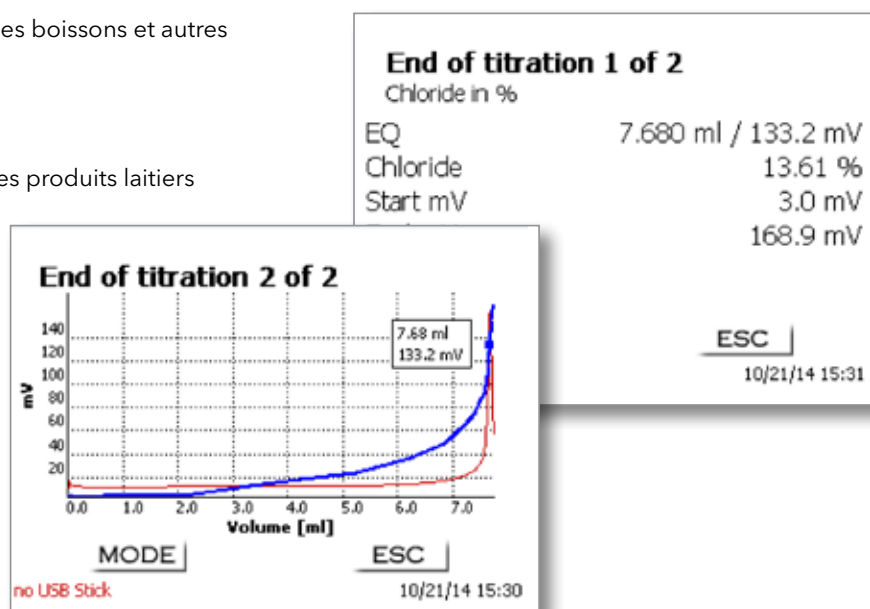 es boissons et autres
es produits laitiers
End of titration 1 of 2
Chloride in %
EQ 7.680 ml / 133.2 mV
Chloride 13.61 %
Start mV 3.0 mV
168.9 mV
ESC
10/21/14 15:31
End of titration 2 of 2
7.68 ml
133.2 mV
mV
140
120
100
80
60
40
20
0.0 1.0 2.0 3.0 4.0 5.0 6.0 7.0
Volume [ml]
MODE ESC
no USB Stick 10/21/14 15:30